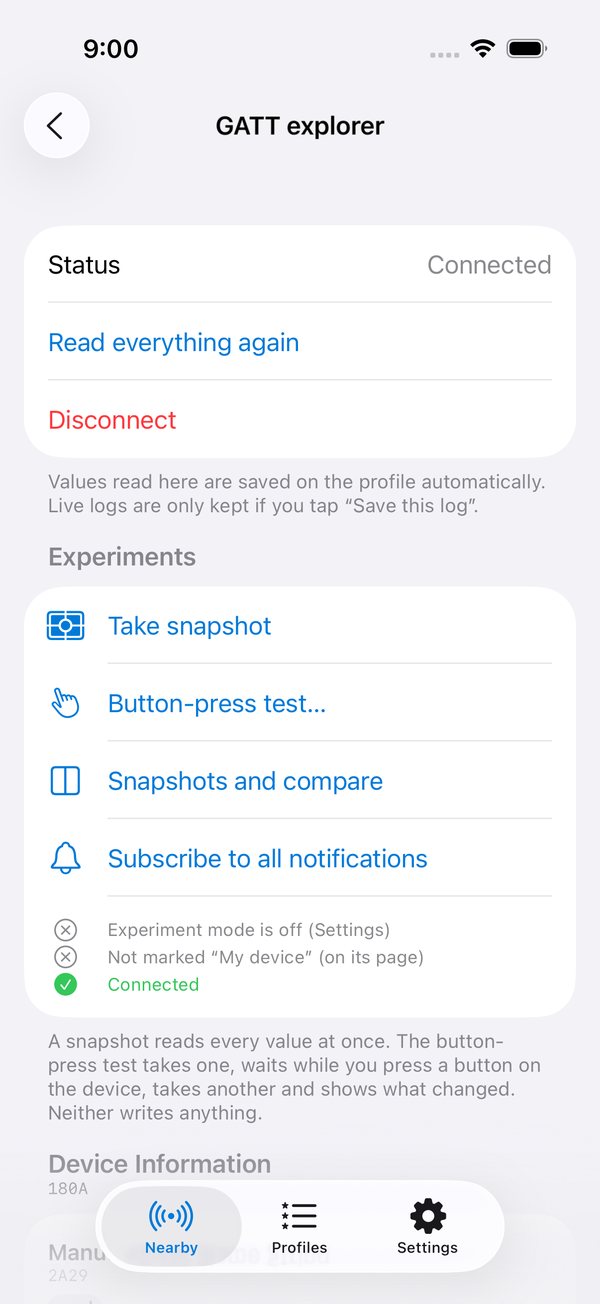 9:00
GATT explorer
Status
Connected
Read everything again
Disconnect
Values read here are saved on the profile automatically.
Live logs are only kept if you tap “Save this log”.
Experiments
Take snapshot
Button-press test...
Snapshots and compare
Subscribe to all notifications
Experiment mode is off (Settings)
Not marked “My device” (on its page)
Connected
A snapshot reads every value at once. The button-
press test takes one, waits while you press a button on
the device, takes another and shows what changed.
Neither writes anything.
Device Information
180A
Manu
2A29
Nearby
Profiles
Settings